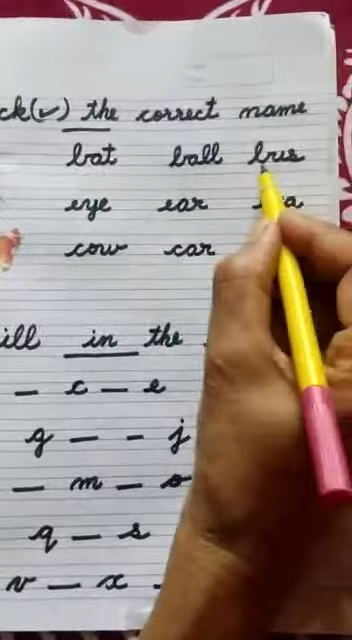 ck(✓) the correct name
bat ball bus
eye ear
cow car
ill in the
_ c _ e
g _ _ j
_ m _ o
q _ s
v _ x _